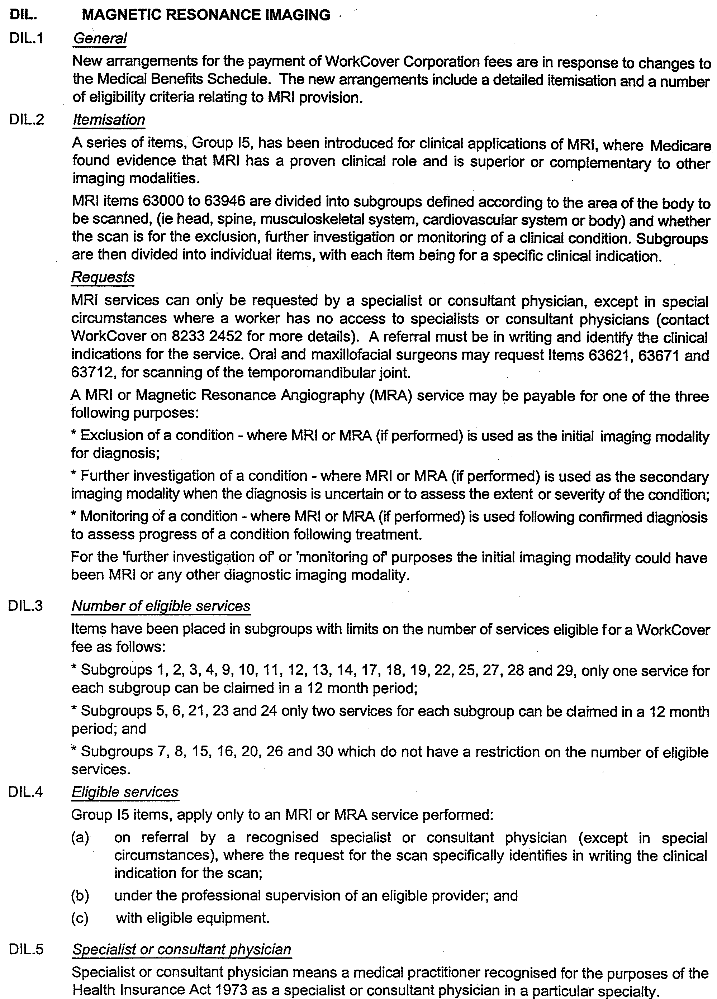 DIL. MAGNETIC RESONANCE IMAGING
DIL.1 General
New arrangements for the payment of WorkCover Corporation fees are in response to changes to
the Medical Benefits Schedule. The new arrangements include a detailed itemisation and a number
of eligibility criteria relating to MRI provision.
DIL.2 Itemisation
A series of items, Group I5, has been introduced for clinical applications of MRI, where Medicare
found evidence that MRI has a proven clinical role and is superior or complementary to other
imaging modalities.
MRI items 63000 to 63946 are divided into subgroups defined according to the area of the body to
be scanned, (ie head, spine, musculoskeletal system, cardiovascular system or body) and whether
the scan is for the exclusion, further investigation or monitoring of a clinical condition. Subgroups
are then divided into individual items, with each item being for a specific clinical indication.
Requests
MRI services can only be requested by a specialist or consultant physician, except in special
circumstances where a worker has no access to specialists or consultant physicians (contact
WorkCover on 8233 2452 for more details). A referral must be in writing and identify the clinical
indications for the service. Oral and maxillofacial surgeons may request Items 63621, 63671 and
63712, for scanning of the temporomandibular joint.
A MRI or Magnetic Resonance Angiography (MRA) service may be payable for one of the three
following purposes:
* Exclusion of a condition - where MRI or MRA (if performed) is used as the initial imaging modality
for diagnosis;
* Further investigation of a condition - where MRI or MRA (if performed) is used as the secondary
imaging modality when the diagnosis is uncertain or to assess the extent or severity of the condition;
* Monitoring of a condition - where MRI or MRA (if performed) is used following confirmed diagnosis
to assess progress of a condition following treatment.
For the 'further investigation of' or 'monitoring of' purposes the initial imaging modality could have
been MRI or any other diagnostic imaging modality.
DIL.3 Number of eligible services
Items have been placed in subgroups with limits on the number of services eligible for a WorkCover
fee as follows:
* Subgroups 1, 2, 3, 4, 9, 10, 11, 12, 13, 14, 17, 18, 19, 22, 25, 27, 28 and 29, only one service for
each subgroup can be claimed in a 12 month period;
* Subgroups 5, 6, 21, 23 and 24 only two services for each subgroup can be claimed in a 12 month
period; and
* Subgroups 7, 8, 15, 16, 20, 26 and 30 which do not have a restriction on the number of eligible
services.
DIL.4 Eligible services
Group I5 items, apply only to an MRI or MRA service performed:
(a) on referral by a recognised specialist or consultant physician (except in special
circumstances), where the request for the scan specifically identifies in writing the clinical
indication for the scan;
(b) under the professional supervision of an eligible provider; and
(c) with eligible equipment.
DIL.5 Specialist or consultant physician
Specialist or consultant physician means a medical practitioner recognised for the purposes of the
Health Insurance Act 1973 as a specialist or consultant physician in a particular specialty.